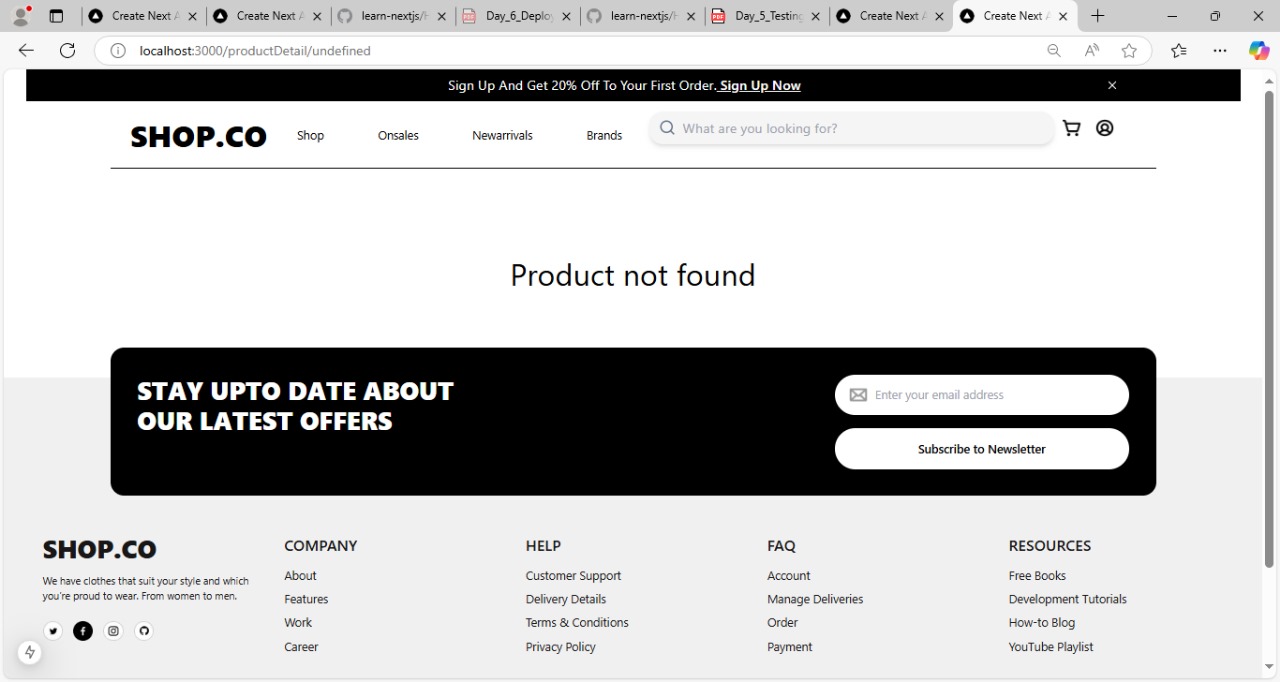 Create Next A
Create Next A
learn-nextjs/H
Day_6_Deploy
learn-nextjs/H
Day_5_Testing
Create Next A
Create Next A
localhost:3000/productDetail/undefined
Sign Up And Get 20% Off To Your First Order. Sign Up Now
SHOP.CO
Shop
Onsales
Newarrivals
Brands
What are you looking for?
Product not found
STAY UPTO DATE ABOUT
OUR LATEST OFFERS
Enter your email address
Subscribe to Newsletter
SHOP.CO
We have clothes that suit your style and which
you're proud to wear. From women to men.
COMPANY
About
Features
Work
Career
HELP
Customer Support
Delivery Details
Terms & Conditions
Privacy Policy
FAQ
Account
Manage Deliveries
Order
Payment
RESOURCES
Free Books
Development Tutorials
How-to Blog
YouTube Playlist